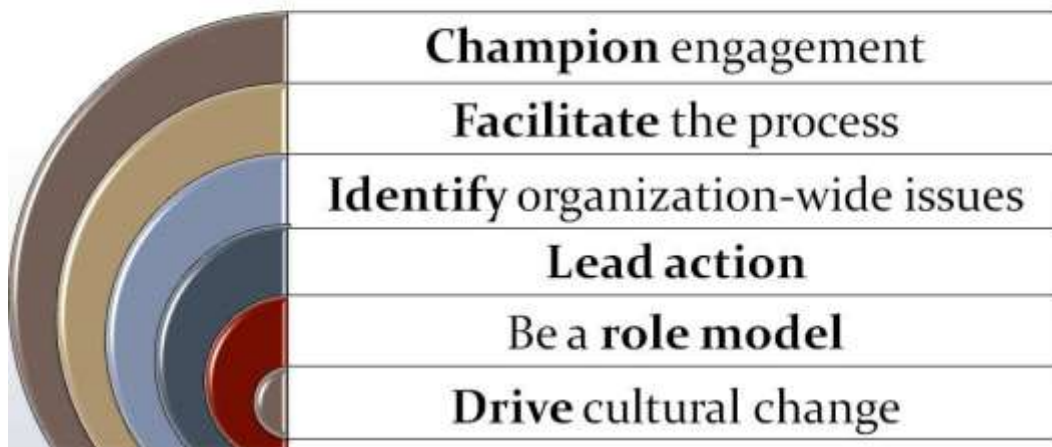 Champion engagement
Facilitate the process
Identify organization-wide issues
Lead action
Be a role model
Drive cultural change